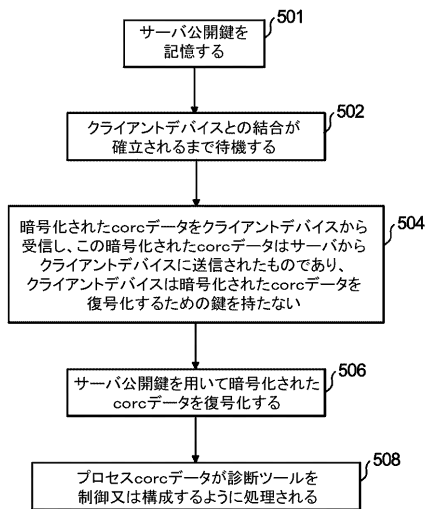 501
サーバ公開鍵を
記憶する
502
クライアントデバイスとの結合が
確立されるまで待機する
504
暗号化されたcorcデータをクライアントデバイスから
受信し、この暗号化されたcorcデータはサーバから
クライアントデバイスに送信されたものであり、
クライアントデバイスは暗号化されたcorcデータを
復号化するための鍵を持たない
506
サーバ公開鍵を用いて暗号化された
corcデータを復号化する
508
プロセスcorcデータが診断ツールを
制御又は構成するように処理される